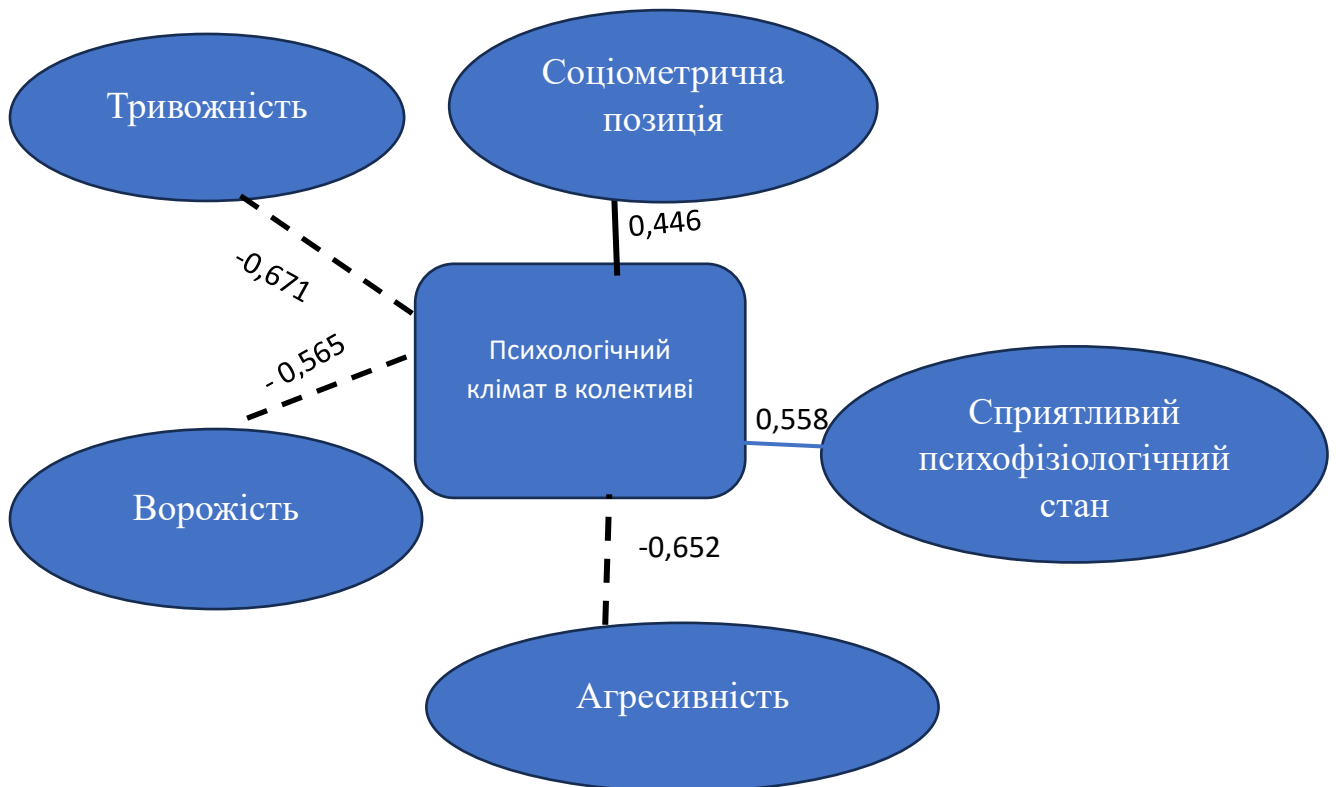 Тривожність
Соціометрична
позиція
0,446
-0,671
- 0,565
Психологічний
клімат в колективі
0,558
Сприятливий
психофізіологічний
стан
Ворожість
-0,652
Агресивність